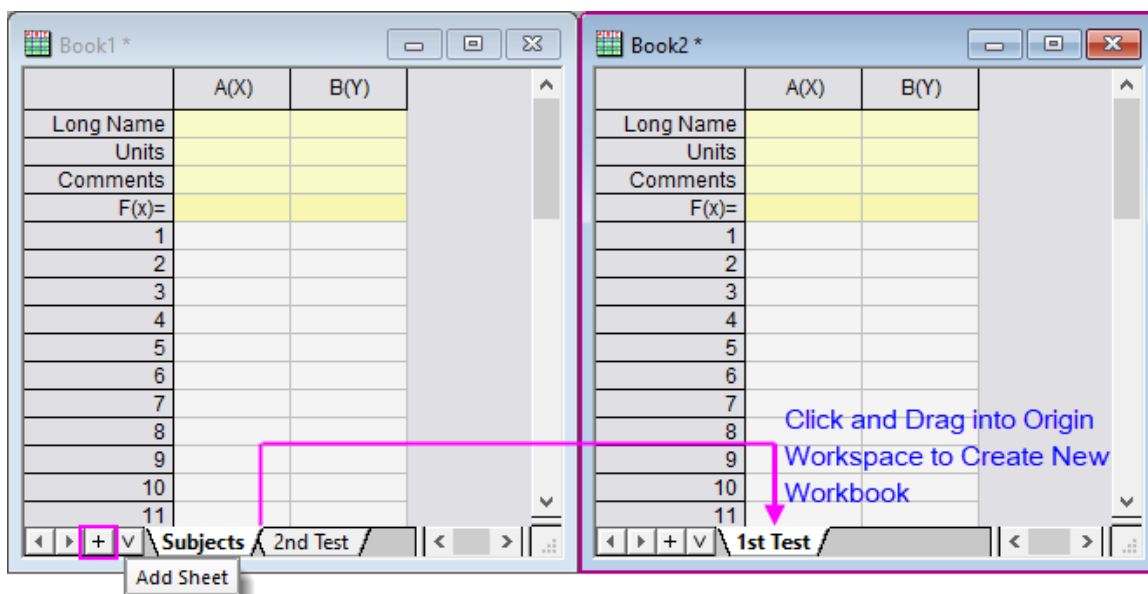 Book1 *
A(X) B(Y)
Long Name
Units
Comments
F(x)=
1
2
3
4
5
6
7
8
9
10
11
+ V Subjects 2nd Test
Add Sheet
Book2 *
A(X) B(Y)
Long Name
Units
Comments
F(x)=
1
2
3
4
5
6
7
8
9
10
11
Click and Drag into Origin
Workspace to Create New
Workbook
+ V 1st Test